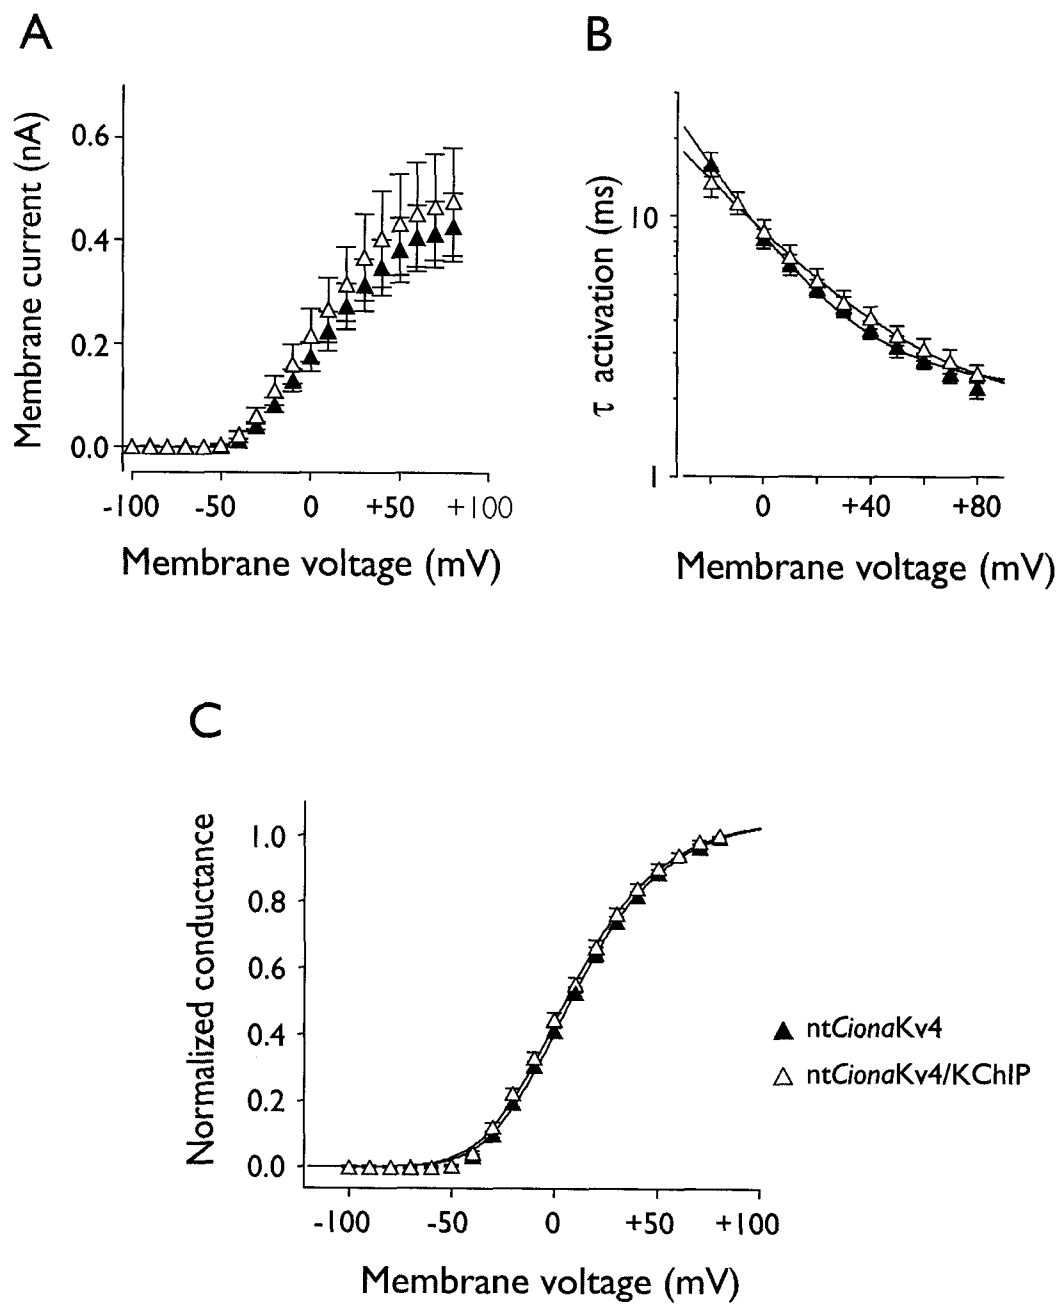 A
Membrane current (nA)
0.6
0.4
0.2
0.0
-100 -50 0 +50 +100
Membrane voltage (mV)
B
τ activation (ms)
10
1
0 +40 +80
Membrane voltage (mV)
C
Normalized conductance
1.0
0.8
0.6
0.4
0.2
0.0
-100 -50 0 +50 +100
Membrane voltage (mV)
ntCionaKv4
ntCionaKv4/KChIP